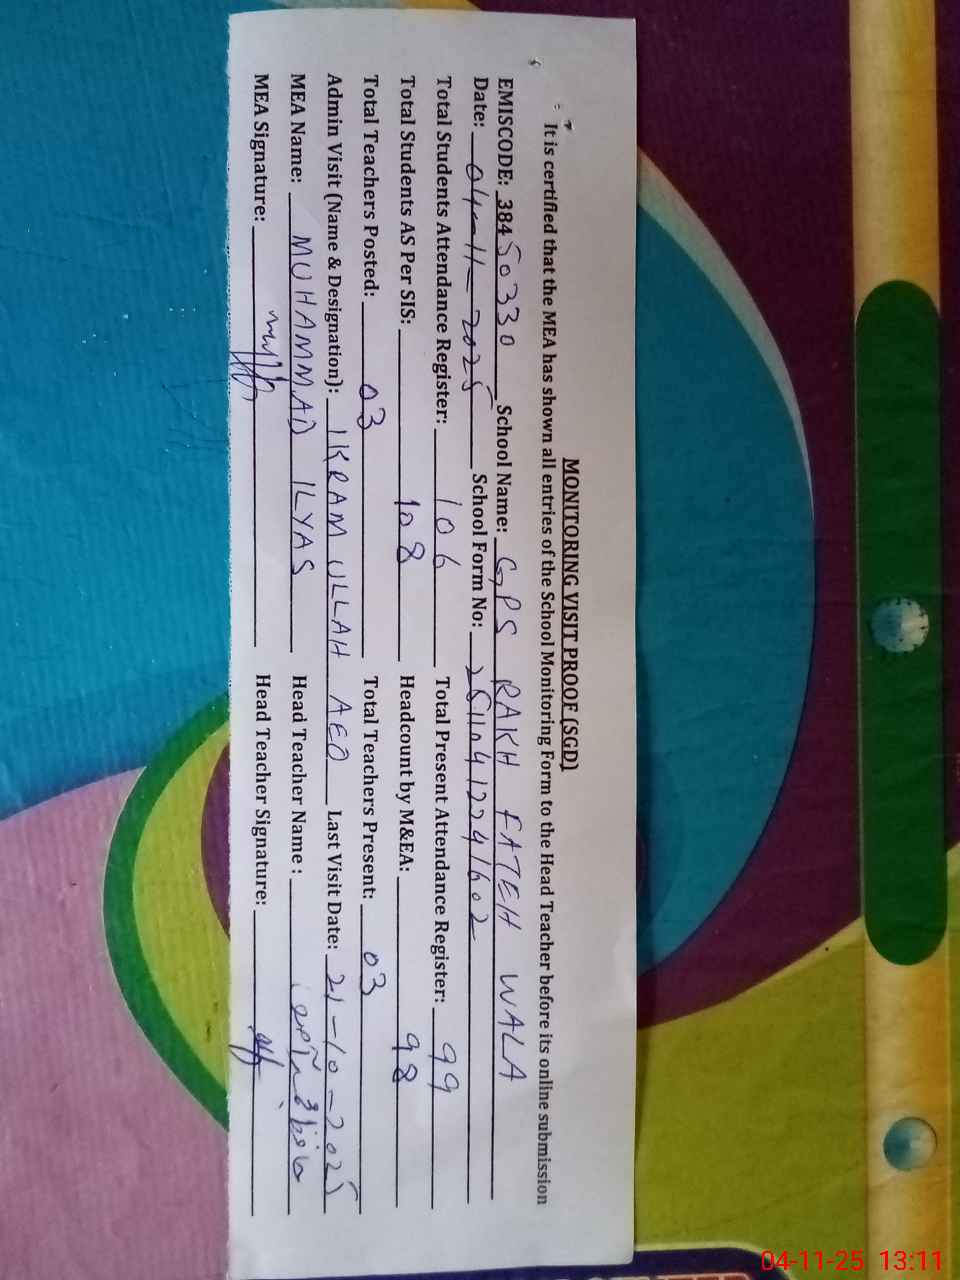 MONITORING VISIT PROOF (SGD)
It is certified that the MEA has shown all entries of the School Monitoring Form to the Head Teacher before its online submission
EMISCODE: 38450330 School Name: GPS RAKH FATEH WALA
Date: 04-11-2025 School Form No:
Total Students Attendance Register: 106 Total Present Attendance Register: 99
Total Students AS Per SIS: 108 Headcount by M&EA: 98
Total Teachers Posted: 03 Total Teachers Present: 03
Admin Visit (Name & Designation): IKRAM ULLAH AEO Last Visit Date: 21-10-2025
MEA Name: MUHAMMAD ILYAS Head Teacher Name :
MEA Signature: Head Teacher Signature:
04-11-25 13:11